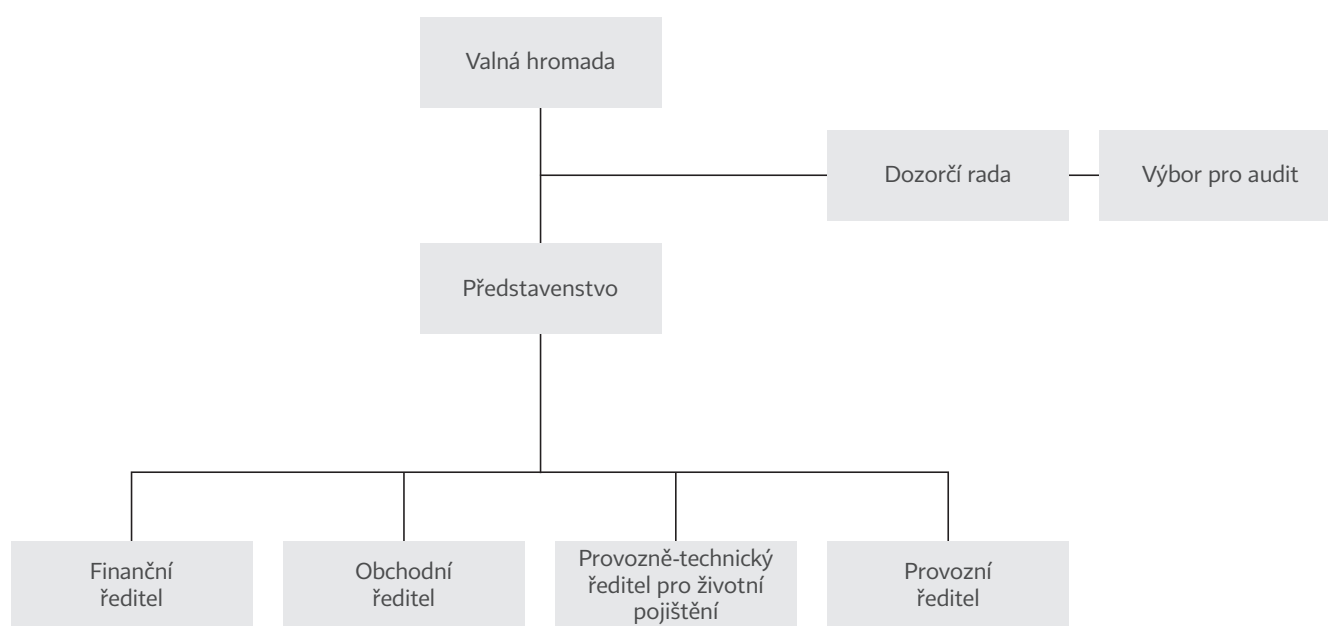 Valná hromada
Dozorčí rada
Výbor pro audit
Představenstvo
Finanční
ředitel
Obchodní
ředitel
Provozně-technický
ředitel pro životní
pojištění
Provozní
ředitel